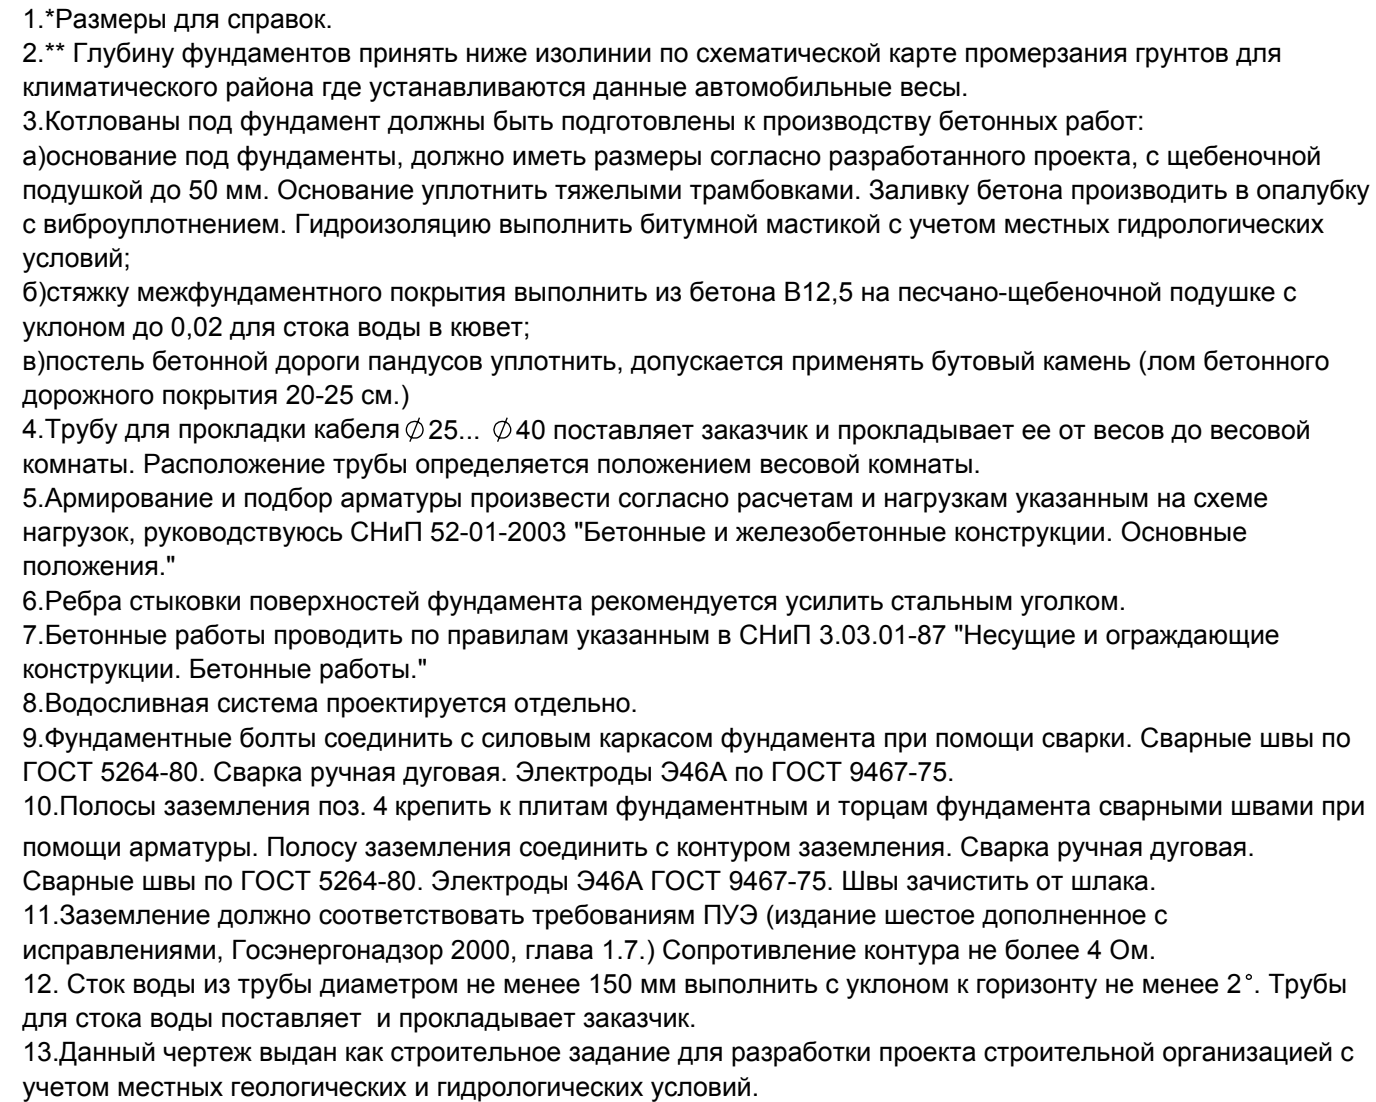 1.*Размеры для справок.
2.** Глубину фундаментов принять ниже изолинии по схематической карте промерзания грунтов для
климатического района где устанавливаются данные автомобильные весы.
3.Котлованы под фундамент должны быть подготовлены к производству бетонных работ:
а)основание под фундаменты, должно иметь размеры согласно разработанного проекта, с щебеночной
подушкой до 50 мм. Основание уплотнить тяжелыми трамбовками. Заливку бетона производить в опалубку
с виброуплотнением. Гидроизоляцию выполнить битумной мастикой с учетом местных гидрологических
условий;
б)стяжку межфундаментного покрытия выполнить из бетона В12,5 на песчано-щебеночной подушке с
уклоном до 0,02 для стока воды в кювет;
в)постель бетонной дороги пандусов уплотнить, допускается применять бутовый камень (лом бетонного
дорожного покрытия 20-25 см.)
4.Трубу для прокладки кабеля ∅25... ∅40 поставляет заказчик и прокладывает ее от весов до весовой
комнаты. Расположение трубы определяется положением весовой комнаты.
5.Армирование и подбор арматуры произвести согласно расчетам и нагрузкам указанным на схеме
нагрузок, руководствуюсь СНиП 52-01-2003 "Бетонные и железобетонные конструкции. Основные
положения."
6.Ребра стыковки поверхностей фундамента рекомендуется усилить стальным уголком.
7.Бетонные работы проводить по правилам указанным в СНиП 3.03.01-87 "Несущие и ограждающие
конструкции. Бетонные работы."
8.Водосливная система проектируется отдельно.
9.Фундаментные болты соединить с силовым каркасом фундамента при помощи сварки. Сварные швы по
ГОСТ 5264-80. Сварка ручная дуговая. Электроды Э46А по ГОСТ 9467-75.
10.Полосы заземления поз. 4 крепить к плитам фундаментным и торцам фундамента сварными швами при
помощи арматуры. Полосу заземления соединить с контуром заземления. Сварка ручная дуговая.
Сварные швы по ГОСТ 5264-80. Электроды Э46А ГОСТ 9467-75. Швы зачистить от шлака.
11.Заземление должно соответствовать требованиям ПУЭ (издание шестое дополненное с
исправлениями, Госэнергонадзор 2000, глава 1.7.) Сопротивление контура не более 4 Ом.
12. Сток воды из трубы диаметром не менее 150 мм выполнить с уклоном к горизонту не менее 2°. Трубы
для стока воды поставляет  и прокладывает заказчик.
13.Данный чертеж выдан как строительное задание для разработки проекта строительной организацией с
учетом местных геологических и гидрологических условий.